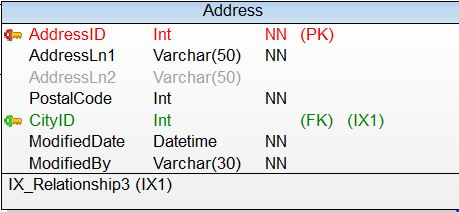 Address
AddressID Int NN (PK)
AddressLn1 Varchar(50) NN
AddressLn2 Varchar(50)
PostalCode Int NN
CityID Int (FK) (IX1)
ModifiedDate Datetime NN
ModifiedBy Varchar(30) NN
IX_Relationship3 (IX1)